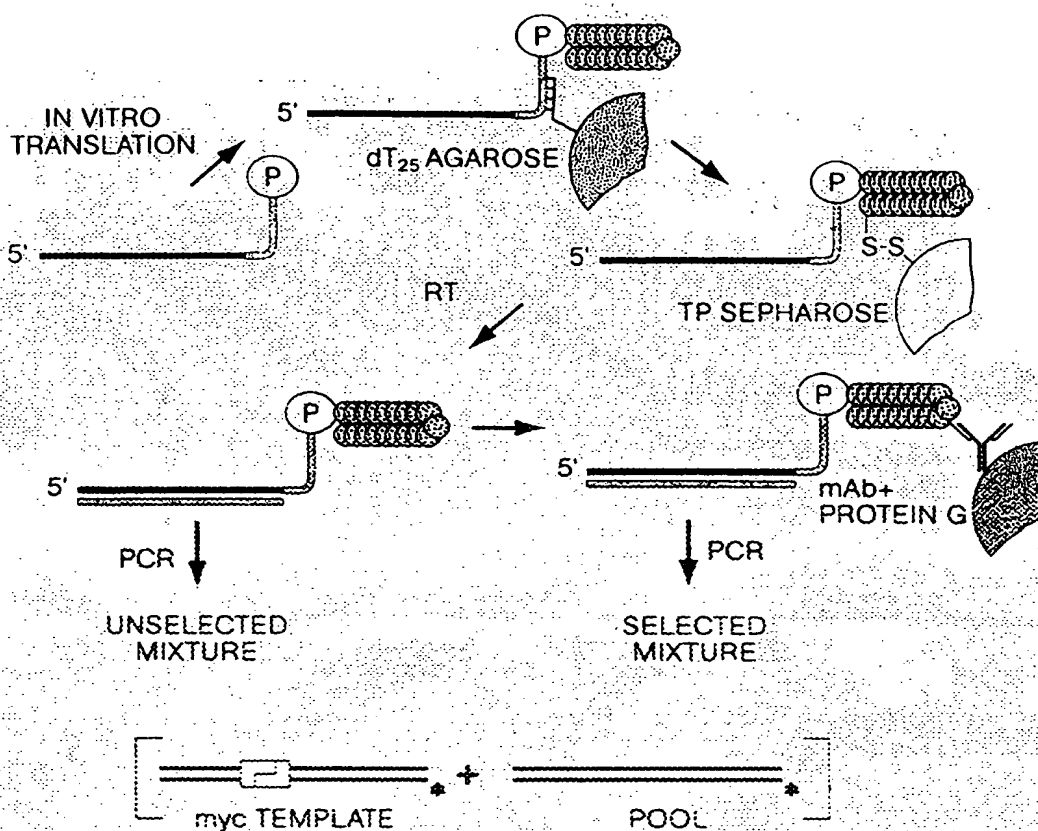 P
5'
dT₂₅ AGAROSE
IN VITRO
TRANSLATION
P
5'
P
5'
S-S
TP SEPHAROSE
RT
P
5'
PCR
UNSELECTED
MIXTURE
P
5'
mAb+
PROTEIN G
PCR
SELECTED
MIXTURE
* + *
myc TEMPLATE
POOL